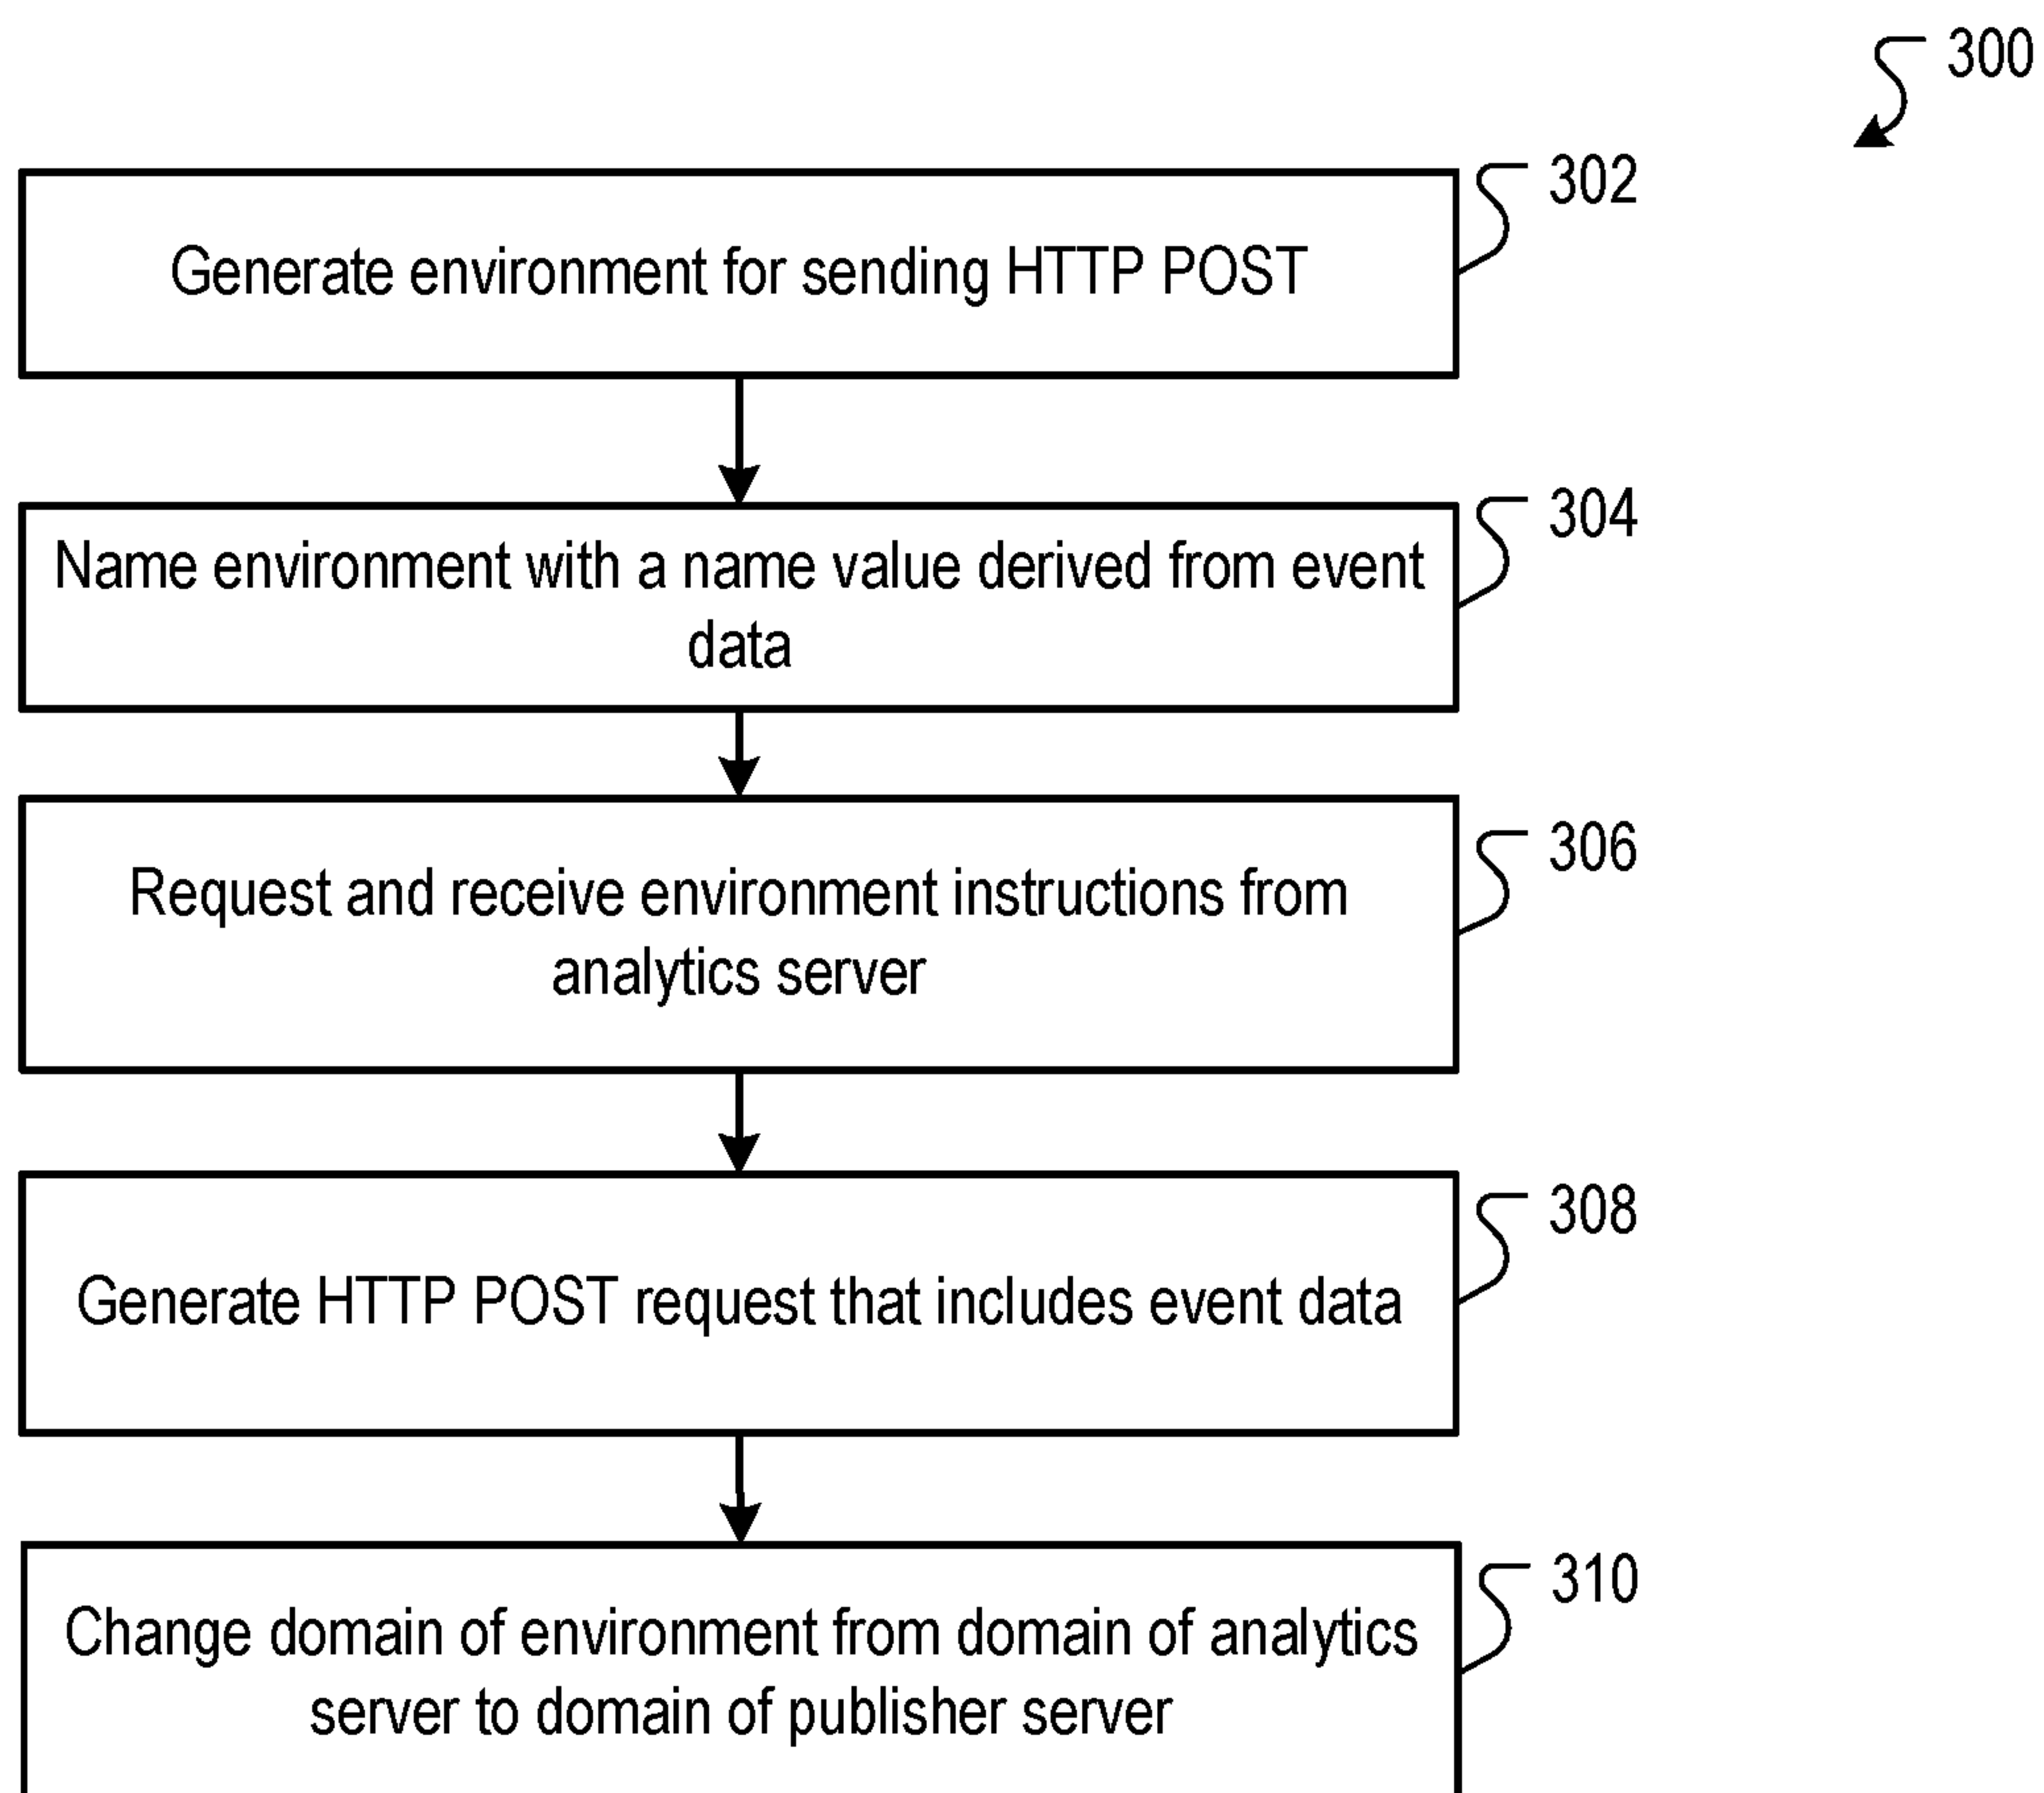 300
302
Generate environment for sending HTTP POST
304
Name environment with a name value derived from event
data
306
Request and receive environment instructions from
analytics server
308
Generate HTTP POST request that includes event data
310
Change domain of environment from domain of analytics
server to domain of publisher server